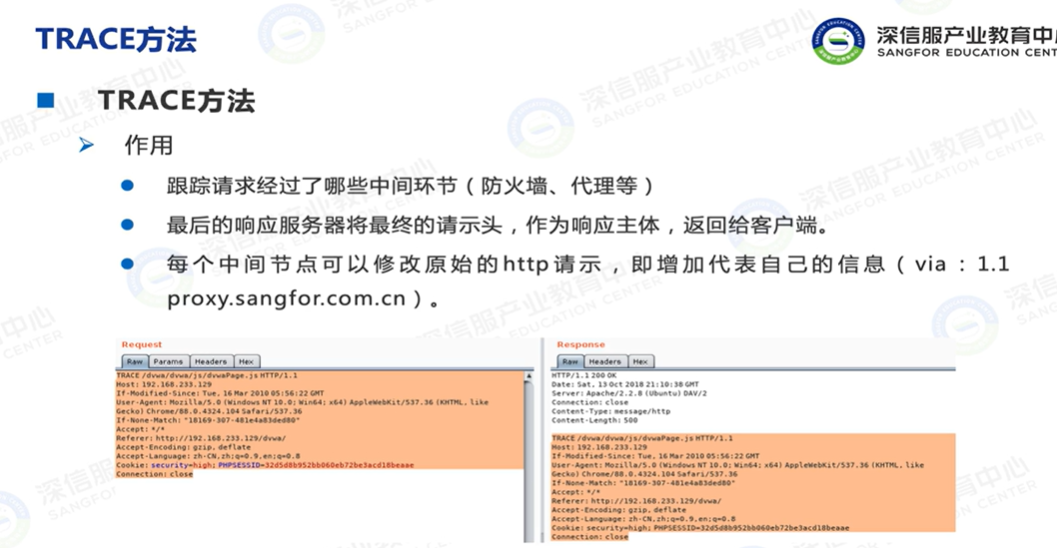 TRACE方法
深信服产业教育中
SANGFOR EDUCATION CENT
TRACE方法
作用
跟踪请求经过了哪些中间环节（防火墙、代理等）
最后的响应服务器将最终的请示头，作为响应主体，返回给客户端。
每个中间节点可以修改原始的http请示，即增加代表自己的信息（via：1.1
proxy.sangfor.com.cn）。
Request
Raw Params Headers Hex
TRACE /dvwa/dvwa/js/dvwaPage.js HTTP/1.1
Host: 192.168.233.129
If-Modified-Since: Tue, 16 Mar 2010 05:56:22 GMT
User-Agent: Mozilla/5.0 (Windows NT 10.0; Win64; x64) AppleWebKit/537.36 (KHTML, like
Gecko) Chrome/88.0.4324.104 Safari/537.36
If-None-Match: "18169-307-481e4a83ded80"
Accept: */*
Referer: http://192.168.233.129/dvwa/
Accept-Encoding: gzip, deflate
Accept-Language: zh-CN,zh;q=0.9,en;q=0.8
Cookie: security=high; PHPSESSID=32d5d8b952bb060eb72be3acd18beaae
Connection: close
Response
Raw Headers Hex
HTTP/1.1 200 OK
Date: Sat, 13 Oct 2018 21:10:38 GMT
Server: Apache/2.2.8 (Ubuntu) DAV/2
Connection: close
Content-Type: message/http
Content-Length: 500
TRACE /dvwa/dvwa/js/dvwaPage.js HTTP/1.1
Host: 192.168.233.129
If-Modified-Since: Tue, 16 Mar 2010 05:56:22 GMT
User-Agent: Mozilla/5.0 (Windows NT 10.0; Win64; x64) AppleWebKit/537.36 (KHTML, like
Gecko) Chrome/88.0.4324.104 Safari/537.36
If-None-Match: "18169-307-481e4a83ded80"
Accept: */*
Referer: http://192.168.233.129/dvwa/
Accept-Encoding: gzip, deflate
Accept-Language: zh-CN,zh;q=0.9,en;q=0.8
Cookie: security=high; PHPSESSID=32d5d8b952bb060eb72be3acd18beaae
Connection: close